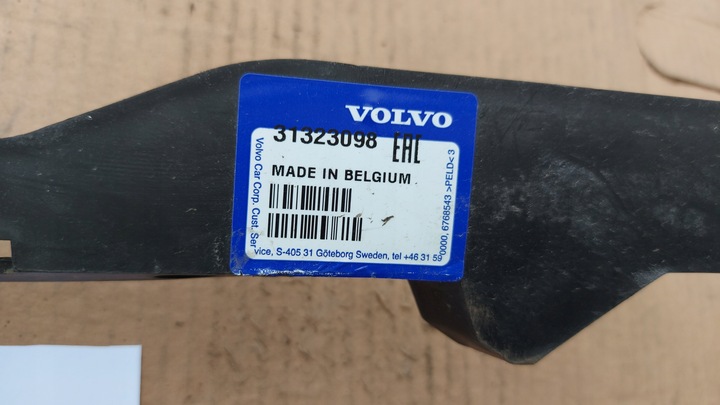 VOLVO
31323098 EAC
MADE IN BELGIUM
Volvo Car Corp. Cust. Ser
vice, S-405 31 Göteborg Sweden, tel +46 31 59
0000, 6768543 >PELD< 3